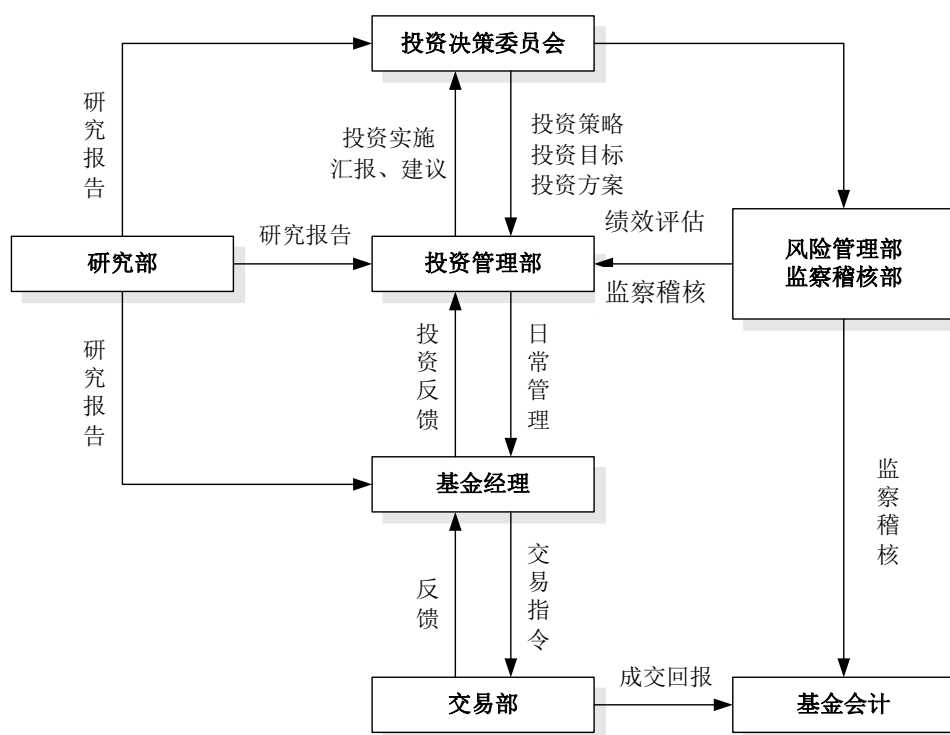 投资决策委员会
研究报告
投资实施
汇报、建议
投资策略
投资目标
投资方案
研究部
研究报告
投资管理部
绩效评估
监察稽核
风险管理部
监察稽核部
研究报告
投资反馈
日常管理
基金经理
监察稽核
反馈
交易指令
交易部
成交回报
基金会计